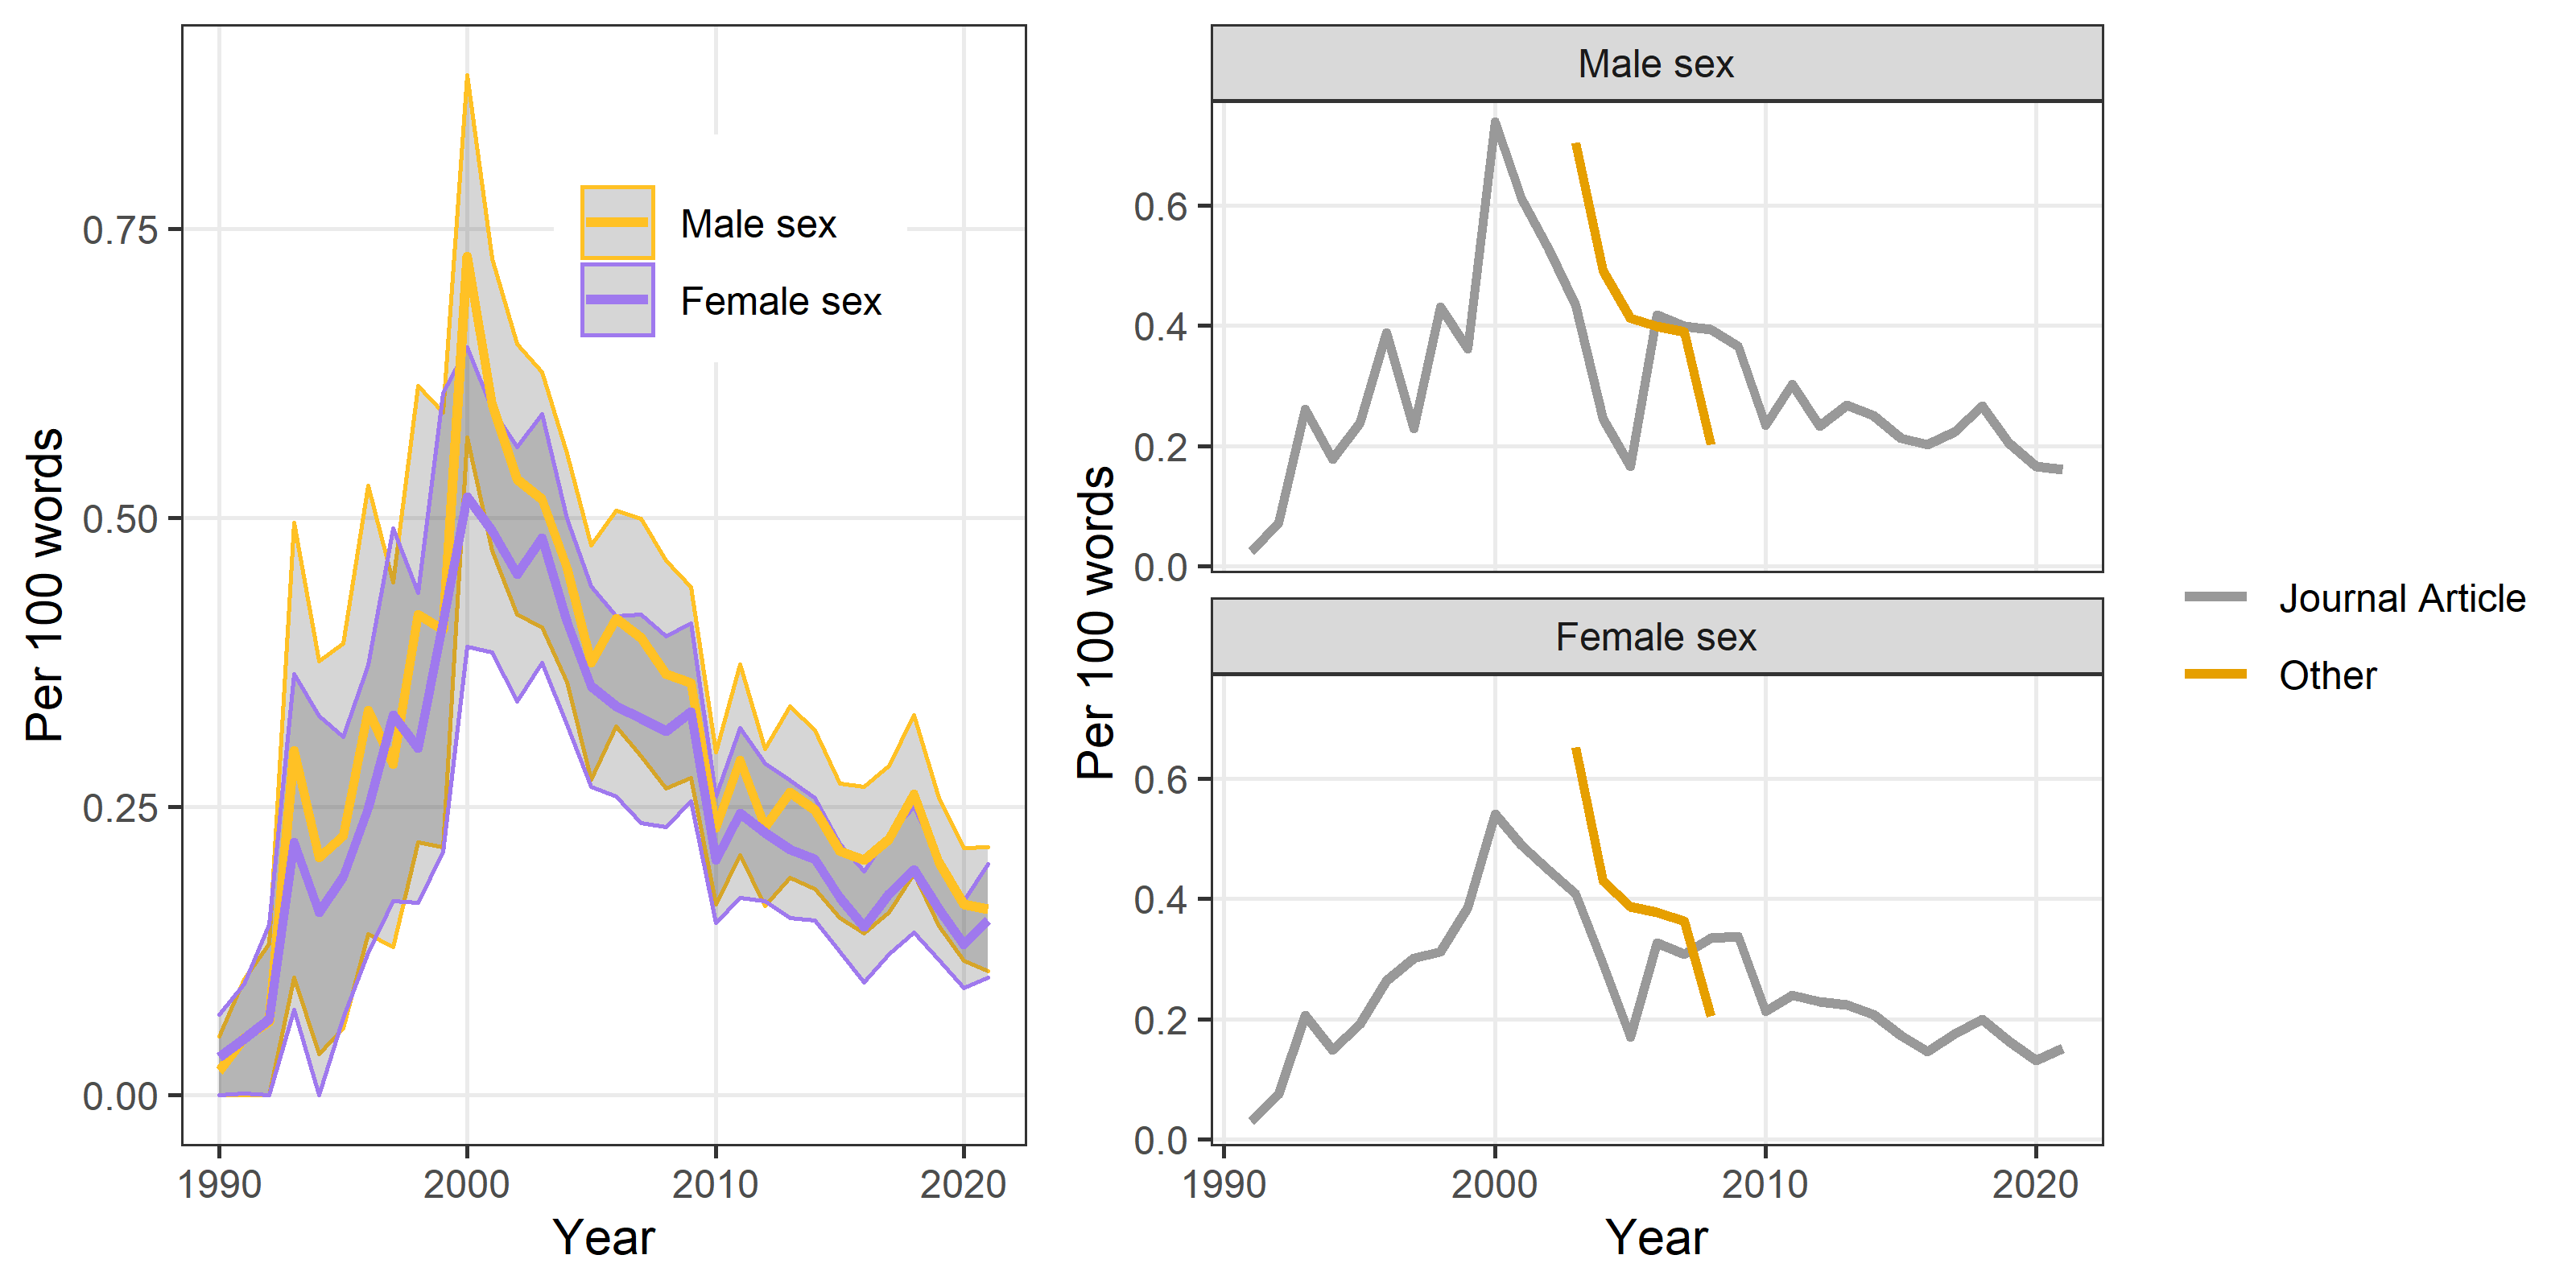 Per 100 words
0.75
0.50
0.25
0.00
Male sex
Female sex
1990 2000 2010 2020
Year
Per 100 words
Male sex
0.6
0.4
0.2
0.0
Female sex
0.6
0.4
0.2
0.0
1990 2000 2010 2020
Year
Journal Article
Other